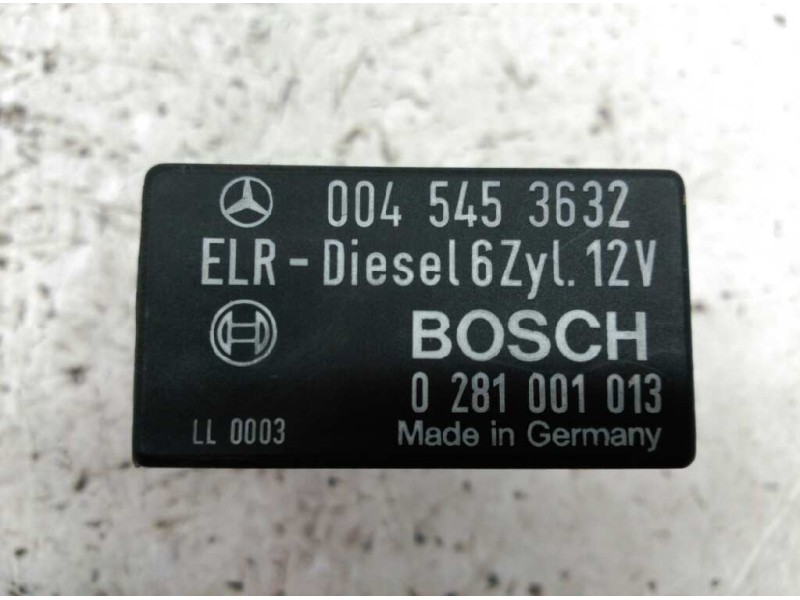 004 545 3632
ELR - Diesel 6Zyl. 12V
BOSCH
0 281 001 013
LL 0003 Made in Germany